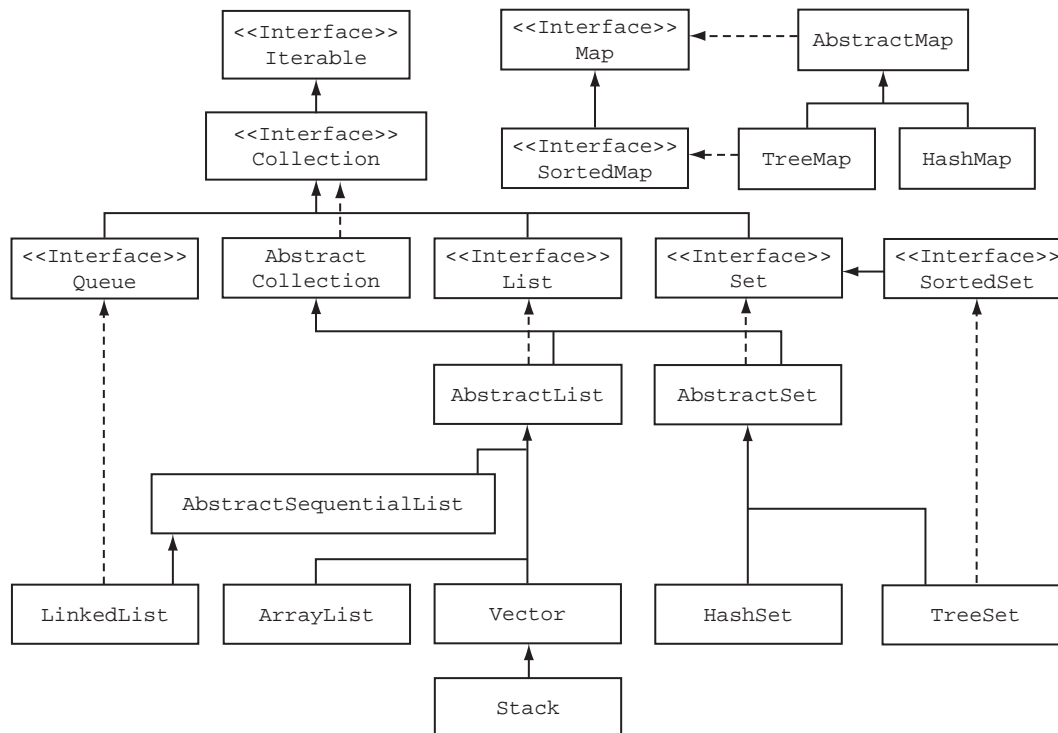 <<Interface>>
Iterable
<<Interface>>
Map
AbstractMap
<<Interface>>
Collection
<<Interface>>
SortedMap
TreeMap
HashMap
<<Interface>>
Queue
Abstract
Collection
<<Interface>>
List
<<Interface>>
Set
<<Interface>>
SortedSet
AbstractList
AbstractSet
AbstractSequentialList
LinkedList
ArrayList
Vector
HashSet
TreeSet
Stack